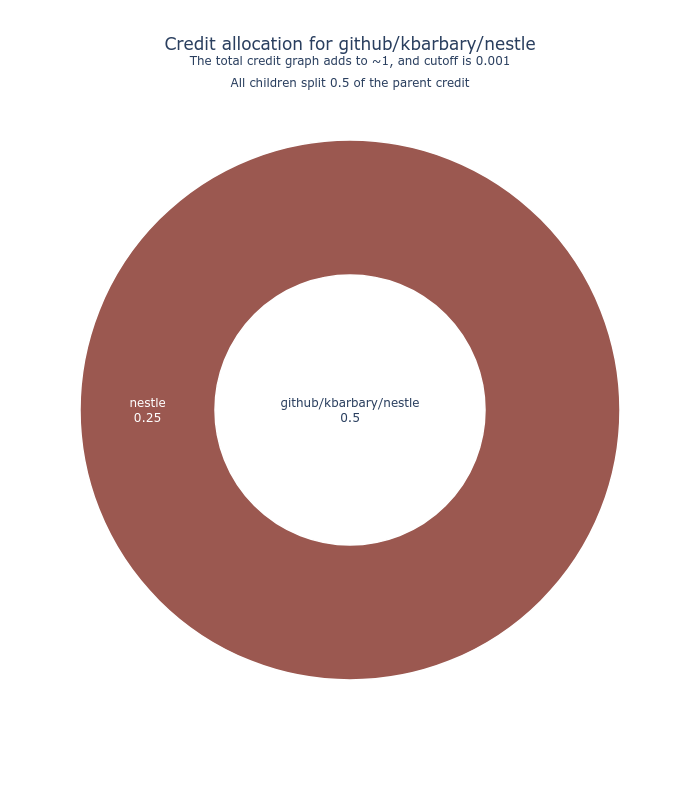 Credit allocation for github/kbarbary/nestle
The total credit graph adds to ~1, and cutoff is 0.001
All children split 0.5 of the parent credit
nestle
0.25
github/kbarbary/nestle
0.5